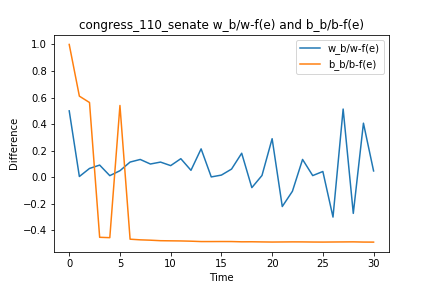 congress_110_senate w_b/w-f(e) and b_b/b-f(e)
w_b/w-f(e)
b_b/b-f(e)
1.0
0.8
0.6
0.4
0.2
0.0
−0.2
−0.4
Difference
0 5 10 15 20 25 30
Time